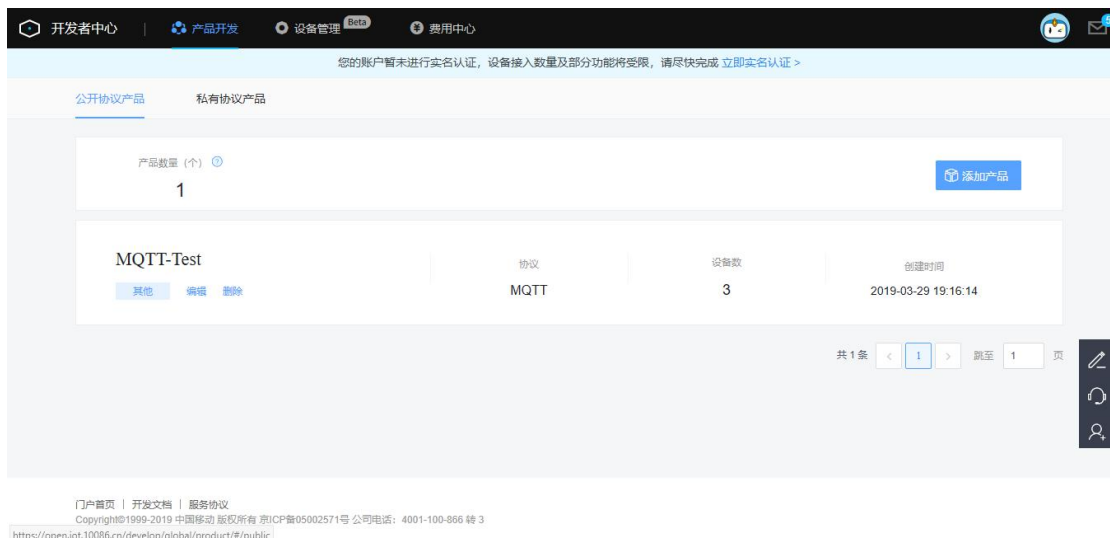 开发者中心 | 产品开发 设备管理 Beta 费用中心
您的账户暂未进行实名认证，设备接入数量及部分功能将受限，请尽快完成 立即实名认证 >
公开协议产品 私有协议产品
产品数量（个） ?
1
添加产品
MQTT-Test 协议 设备数 创建时间
其他 编辑 删除 MQTT 3 2019-03-29 19:16:14
共 1 条 < 1 > 跳至 1 页
门户首页 | 开发文档 | 服务协议
Copyright©1999-2019 中国移动 版权所有 京ICP备05002571号 公司电话：4001-100-866 转 3
https://open.iot.10086.cn/develop/global/product/#/public